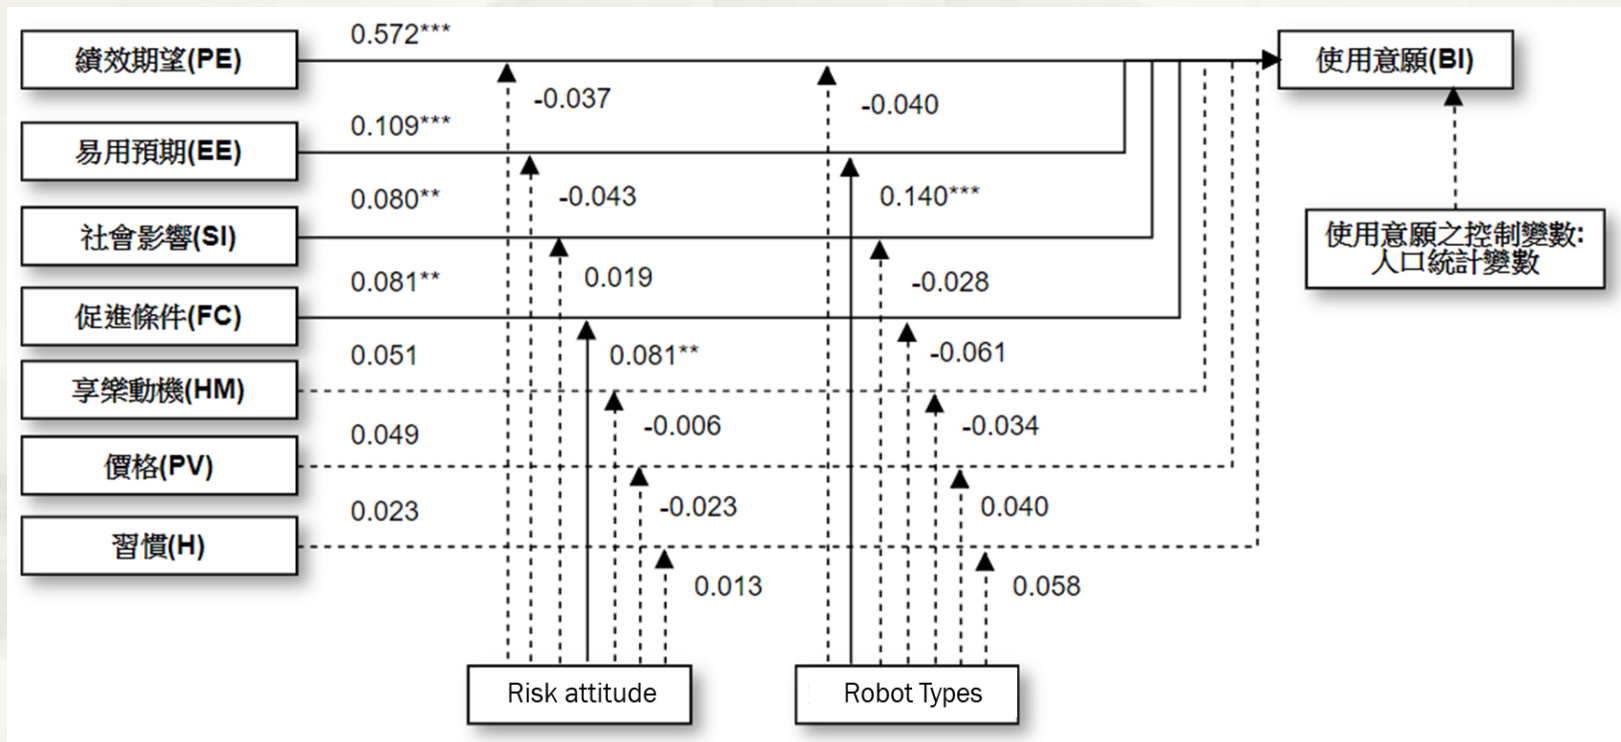 0.572***
績效期望(PE)
使用意願(BI)
-0.037
-0.040
0.109***
易用預期(EE)
0.080**
-0.043
0.140***
社會影響(SI)
使用意願之控制變數:
人口統計變數
0.081**
0.019
-0.028
促進條件(FC)
0.051
0.081**
-0.061
享樂動機(HM)
0.049
-0.006
-0.034
價格(PV)
0.023
-0.023
0.040
習慣(H)
0.013
0.058
Risk attitude
Robot Types